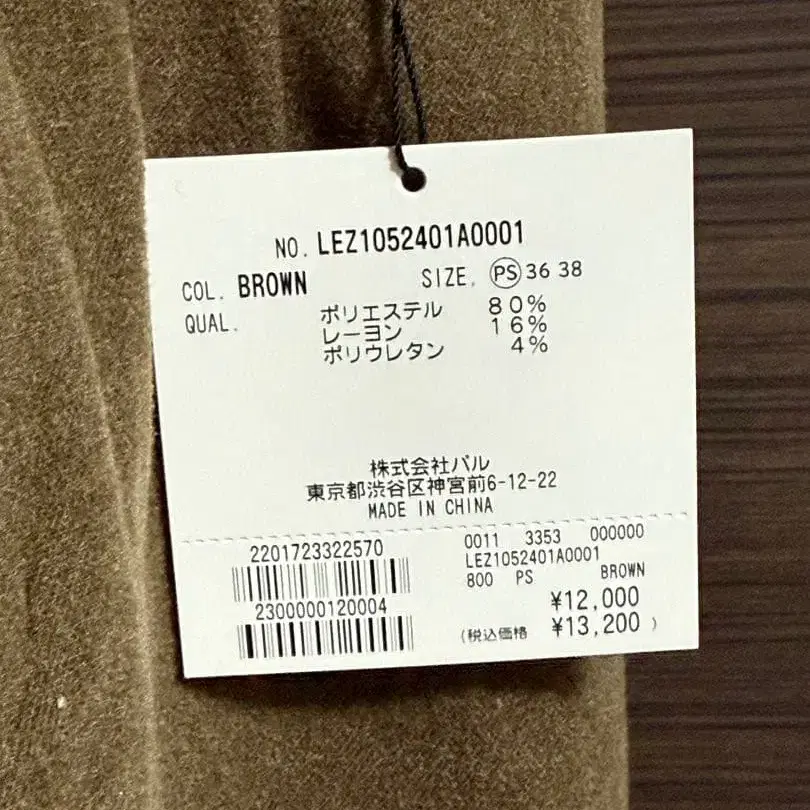 NO. LEZ1052401A0001
COL. BROWN SIZE. PS 36 38
QUAL. ポリエステル 80%
レーヨン 16%
ポリウレタン 4%
株式会社パル
東京都渋谷区神宮前6-12-22
MADE IN CHINA
2201723322570
2300000120004
0011 3353 000000
LEZ1052401A0001
800 PS BROWN
¥12,000
(税込価格 ¥13,200 )